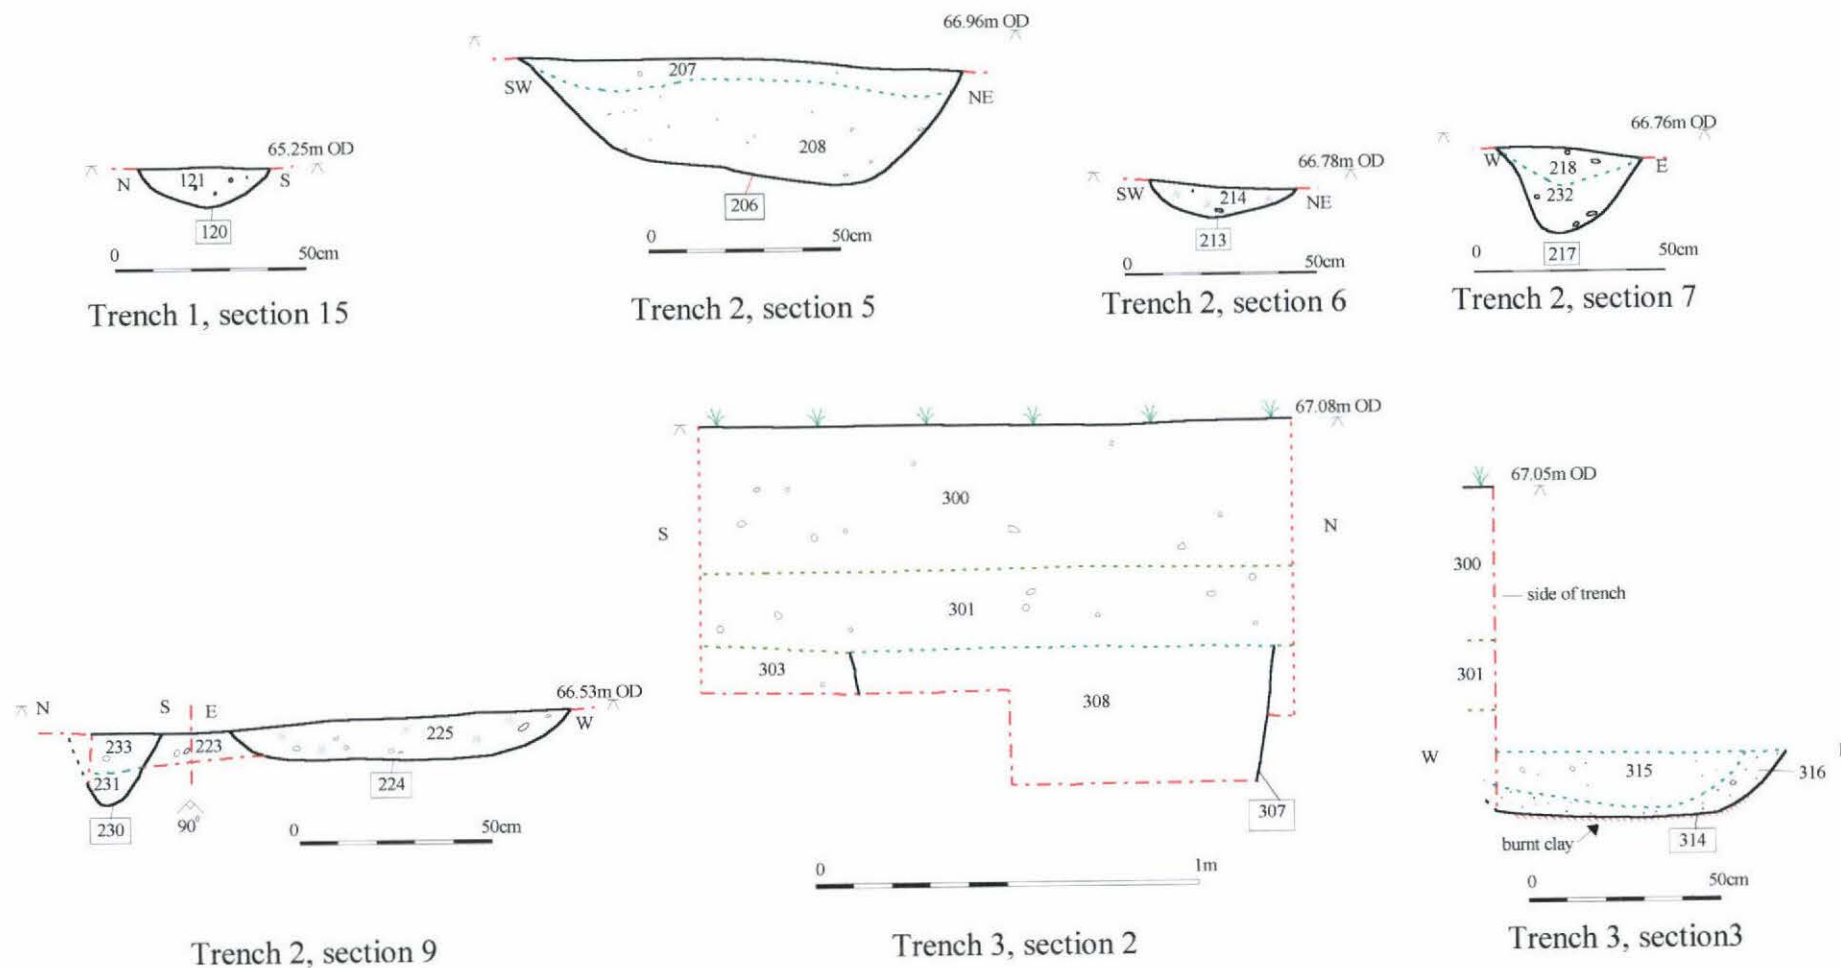 65.25m OD
N
121
S
120
0
50cm
Trench 1, section 15
66.96m OD
207
SW
NE
208
206
0
50cm
Trench 2, section 5
66.78m OD
SW
214
NE
213
0
50cm
Trench 2, section 6
66.76m OD
W
218
E
232
0
217
50cm
Trench 2, section 7
66.53m OD
N
S
E
W
233
223
225
231
224
230
90°
0
50cm
Trench 2, section 9
67.08m OD
300
S
N
301
303
308
307
0
1m
Trench 3, section 2
67.05m OD
300
side of trench
301
W
315
316
burnt clay
314
0
50cm
Trench 3, section3